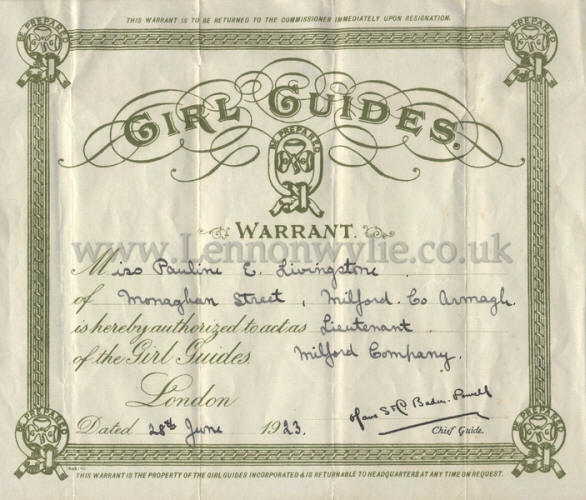 THIS WARRANT IS TO BE RETURNED TO THE COMMISSIONER IMMEDIATELY UPON RESIGNATION.
BE PREPARED
BE PREPARED
GIRL GUIDES.
BE PREPARED
WARRANT.
www.Lennonwylie.co.uk
Miss Pauline E. Livingstone
of Monaghan Street, Milford. Co Armagh.
is hereby authorized to act as Lieutenant
of the Girl Guides. Milford Company.
London
Olave St C Baden-Powell
Dated 28th June 1923.
Chief Guide.
BE PREPARED
BE PREPARED
THIS WARRANT IS THE PROPERTY OF THE GIRL GUIDES INCORPORATED & IS RETURNABLE TO HEADQUARTERS AT ANY TIME ON REQUEST.